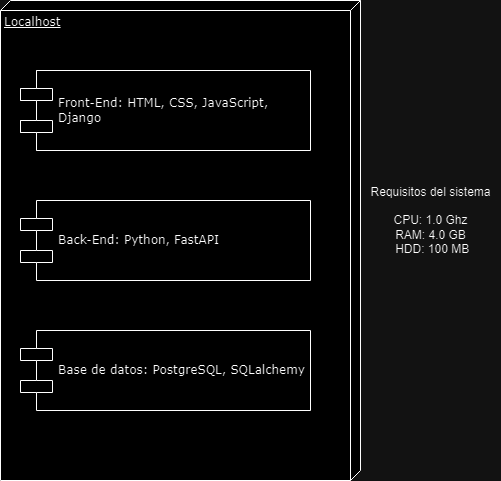 Localhost
Front-End: HTML, CSS, JavaScript,
Django
Back-End: Python, FastAPI
Base de datos: PostgreSQL, SQLalchemy
Requisitos del sistema
CPU: 1.0 Ghz
RAM: 4.0 GB
HDD: 100 MB